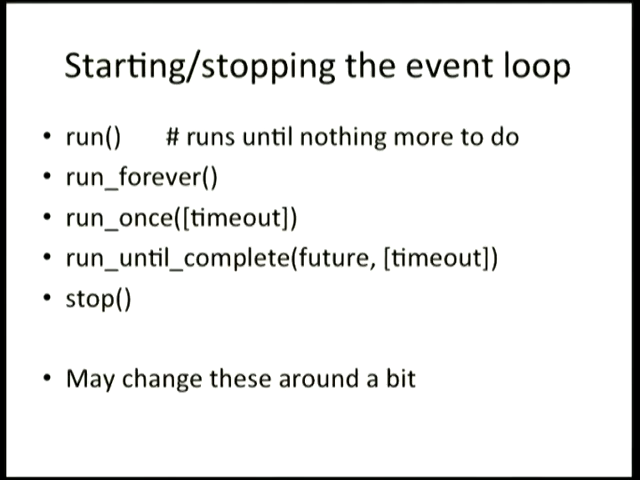 Starting/stopping the event loop
• run() # runs until nothing more to do
• run_forever()
• run_once([timeout])
• run_until_complete(future, [timeout])
• stop()
• May change these around a bit